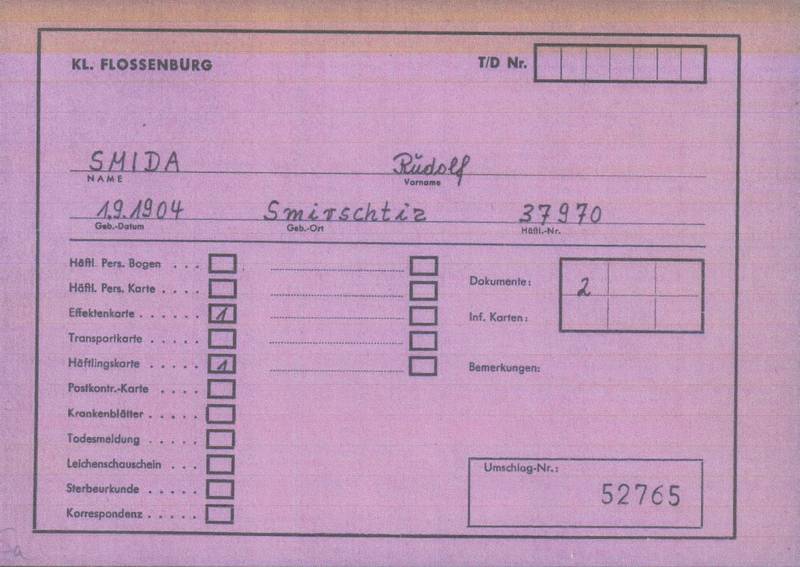 KL. FLOSSENBÜRG T/D Nr.
SMIDA Rudolf
NAME Vorname
1.9.1904 Smirschtiz 37970
Geb.-Datum Geb.-Ort Häftl.-Nr.
Häftl. Pers. Bogen . . .
Häftl. Pers. Karte . . . .
Effektenkarte . . . . . . 1
Transportkarte . . . . .
Häftlingskarte . . . . . 1
Postkontr.-Karte . . . .
Krankenblätter . . . . .
Todesmeldung . . . . .
Leichenschauschein . . .
Sterbeurkunde . . . . .
Korrespondenz . . . . .
Dokumente: 2
Inf. Karten:
Bemerkungen:
Umschlag-Nr.:
52765